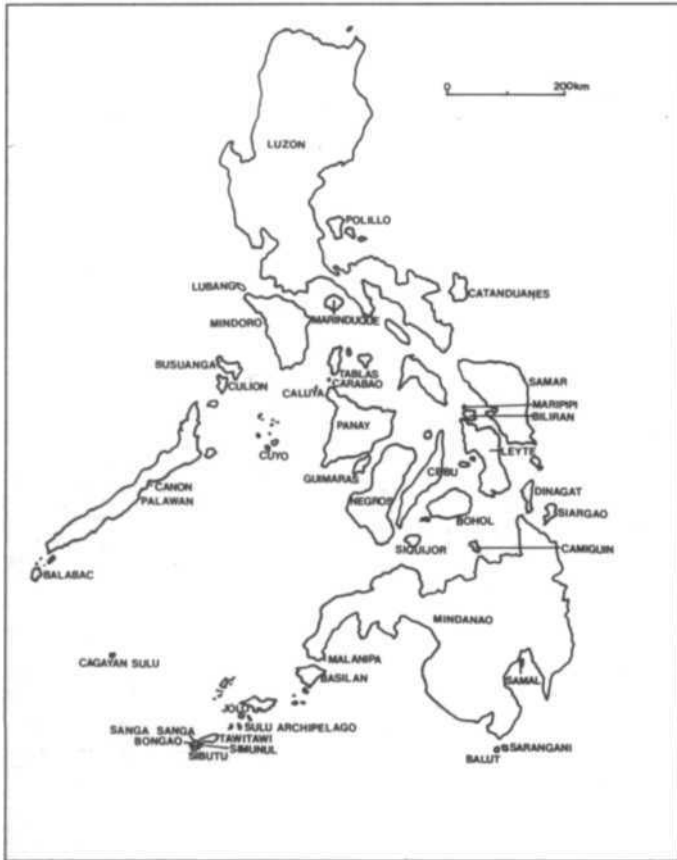 0 200km
LUZON
POLILLO
LUBANG
CATANDUANES
MARINDUQUE
MINDORO
BUSUANGA
TABLAS
CULION
CARABAO
SAMAR
CALUYA
MARIPIPI
BILIRAN
PANAY
LEYTE
CUYO
CEBU
GUIMARAS
CANON
DINAGAT
NEGROS
PALAWAN
SIARGAO
BOHOL
SIQUIJOR
CAMIGUIN
BALABAC
MINDANAO
MALANIPA
CAGAYAN SULU
BASILAN
SAMAL
JOLO
SULU ARCHIPELAGO
SANGA SANGA
TAWITAWI
BONGAO
SIMUNUL
SIBUTU
SARANGANI
BALUT